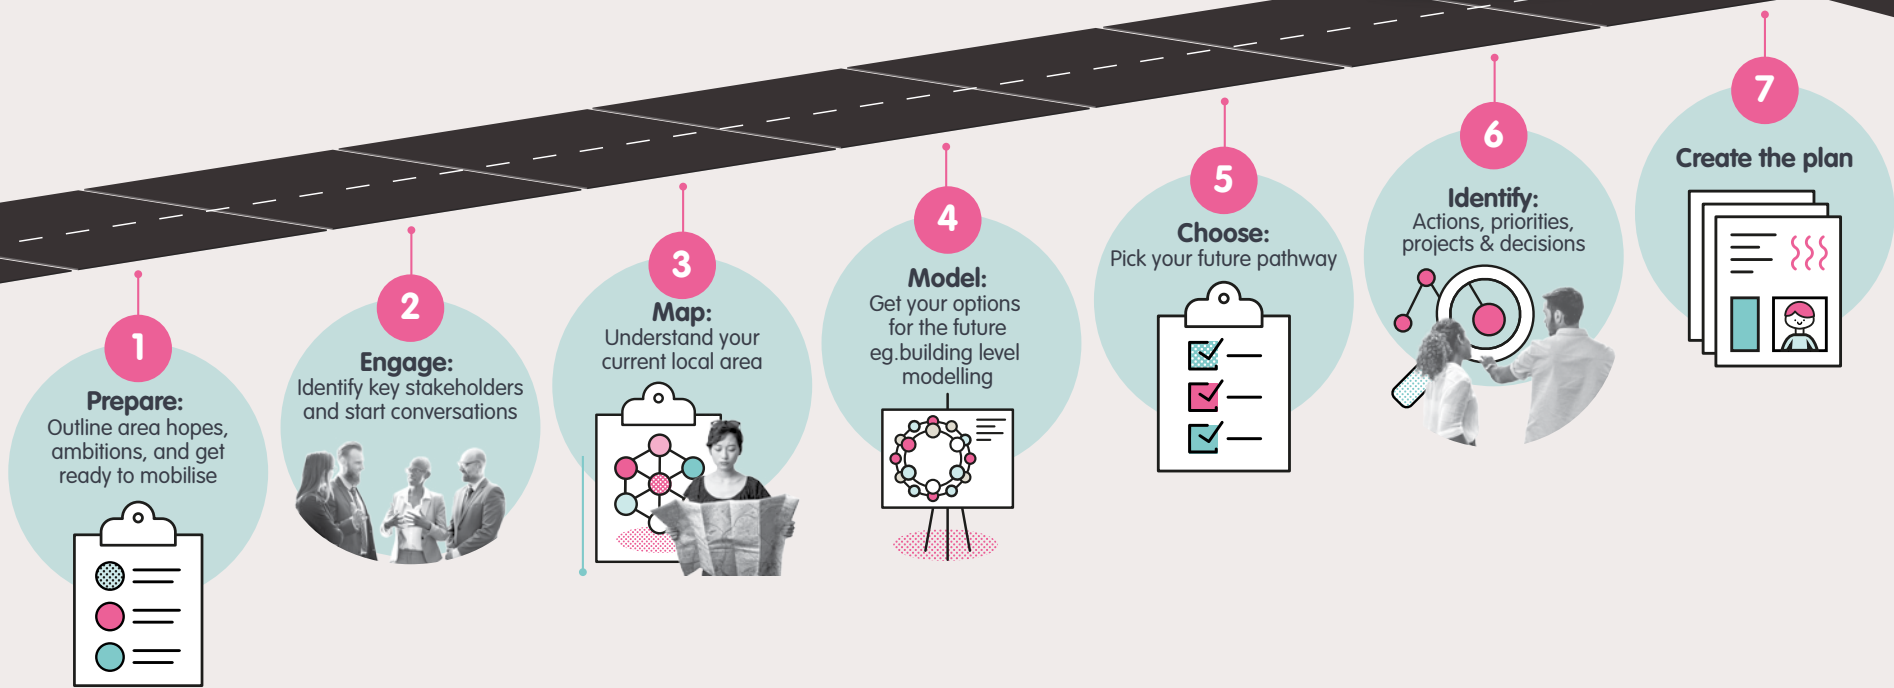 1
Prepare:
Outline area hopes,
ambitions, and get
ready to mobilise
2
Engage:
Identify key stakeholders
and start conversations
3
Map:
Understand your
current local area
4
Model:
Get your options
for the future
eg.building level
modelling
5
Choose:
Pick your future pathway
6
Identify:
Actions, priorities,
projects & decisions
7
Create the plan